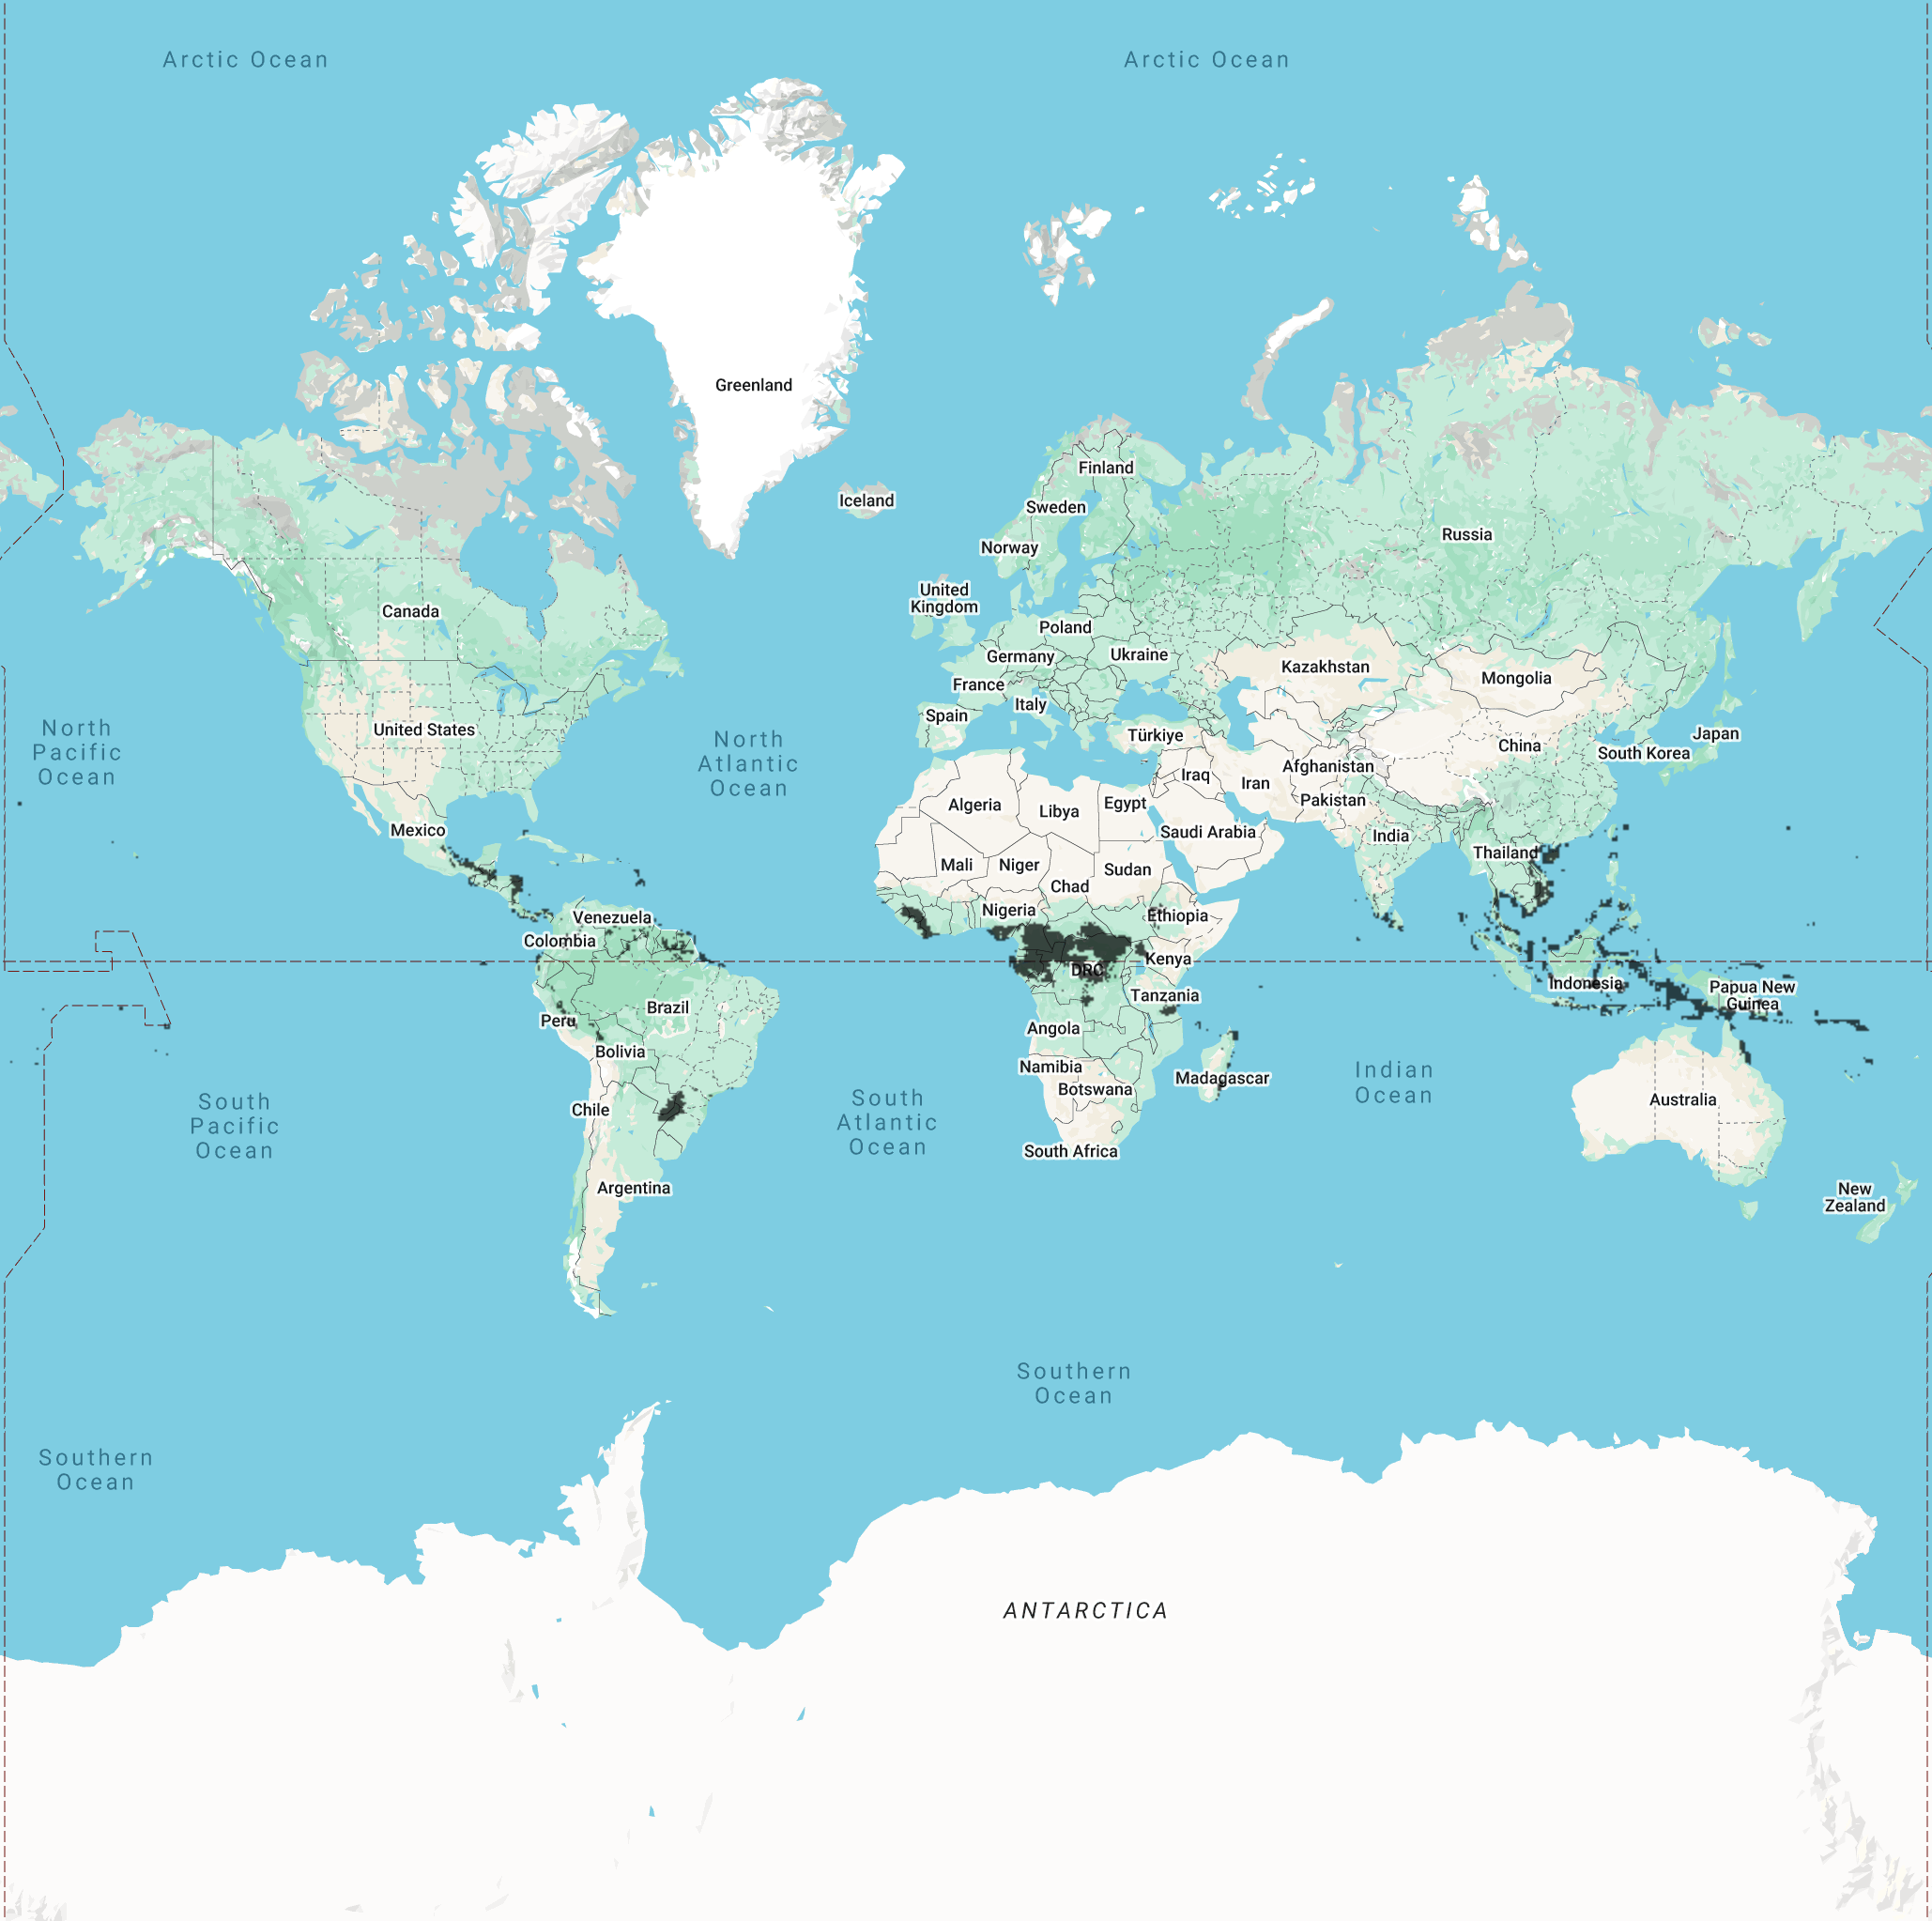 Arctic Ocean
Arctic Ocean
Greenland
Finland
Iceland
Sweden
Russia
Norway
United
Kingdom
Canada
Poland
Ukraine
Germany
Kazakhstan
Mongolia
France
Italy
Spain
United States
Türkiye
Japan
China
South Korea
North
Pacific
Ocean
North
Atlantic
Ocean
Afghanistan
Iraq
Iran
Pakistan
Algeria
Libya
Egypt
Saudi Arabia
Mexico
India
Thailand
Mali
Niger
Sudan
Chad
Nigeria
Ethiopia
Venezuela
Colombia
Kenya
DRC
Indonesia
Papua New
Guinea
Tanzania
Brazil
Peru
Angola
Bolivia
Namibia
Botswana
Madagascar
Indian
Ocean
Australia
Chile
South
Pacific
Ocean
South
Atlantic
Ocean
South Africa
Argentina
New
Zealand
Southern
Ocean
Southern
Ocean
ANTARCTICA